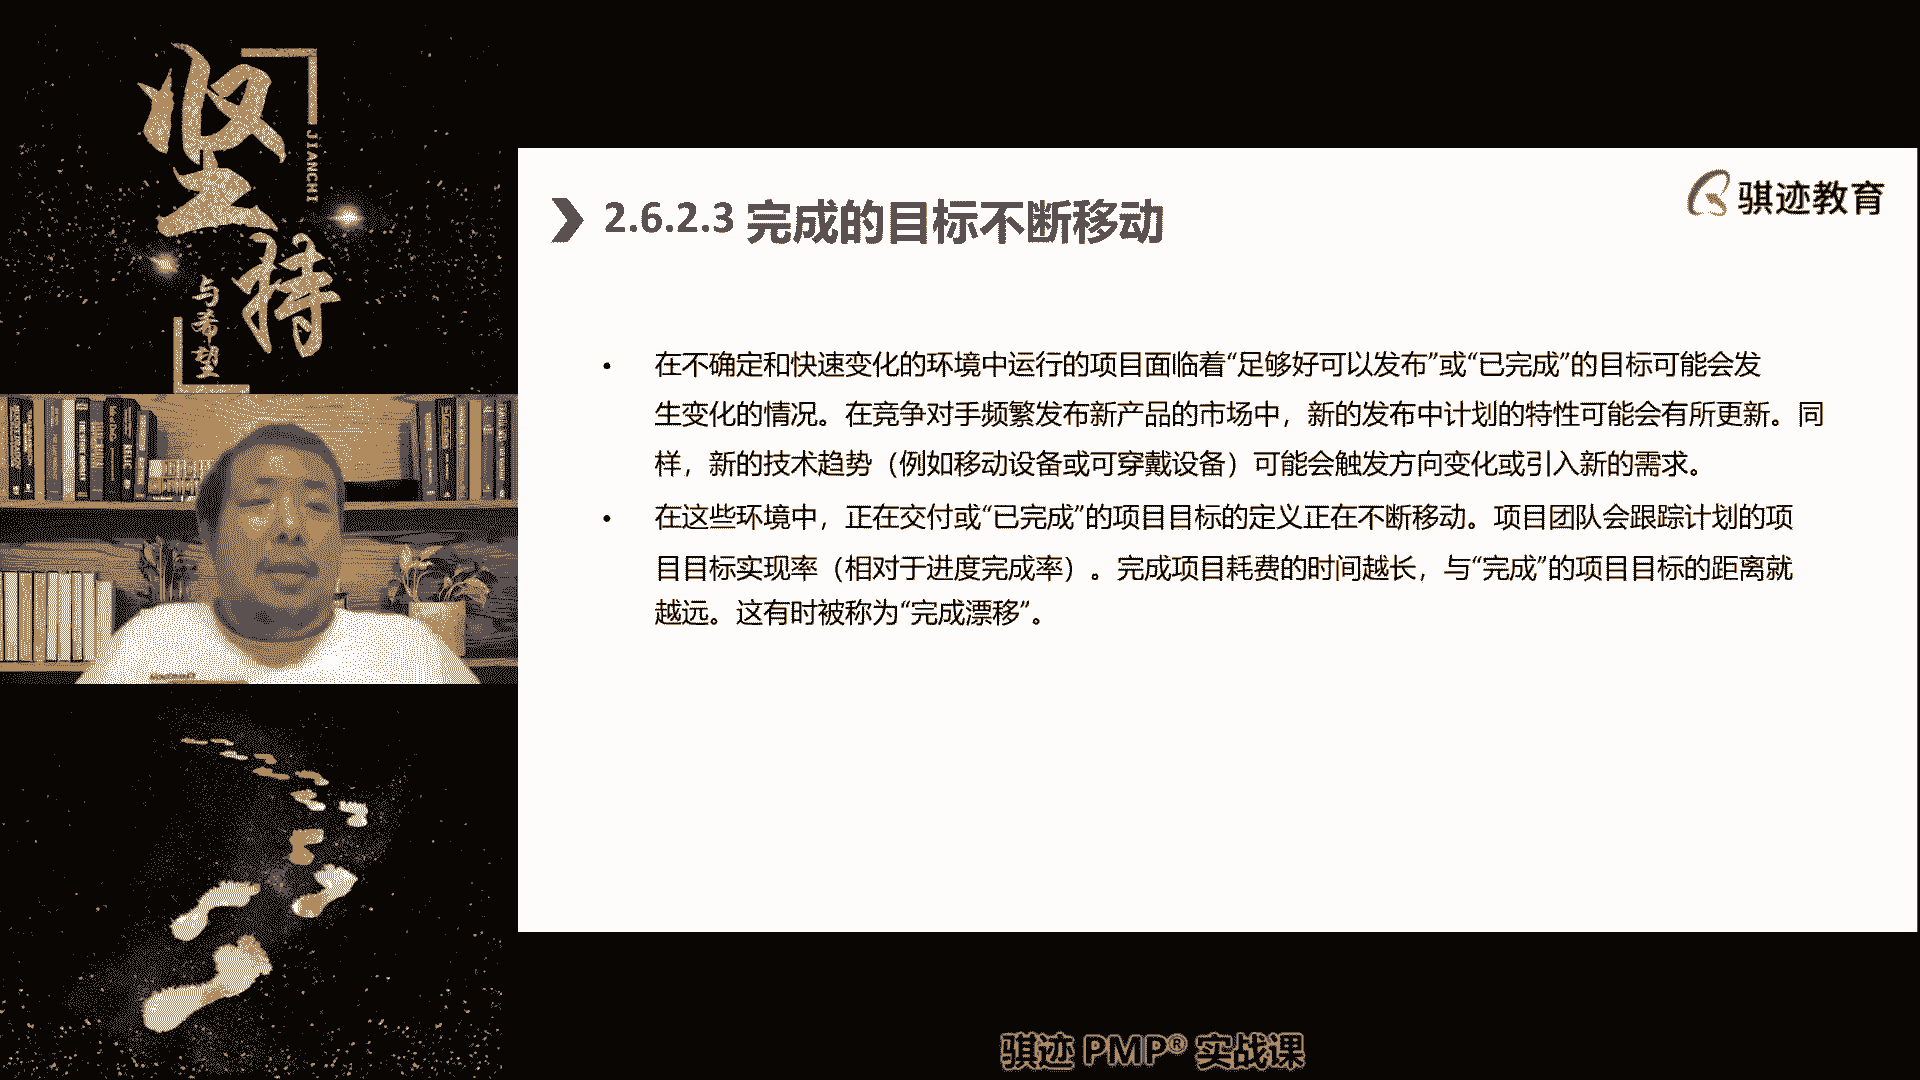 坚持
JIANCHI
与希望
骐迹教育
2.6.2.3 完成的目标不断移动
• 在不确定和快速变化的环境中运行的项目面临着“足够好可以发布”或“已完成”的目标可能会发
生变化的情况。在竞争对手频繁发布新产品的市场中，新的发布中计划的特性可能会有所更新。同
样，新的技术趋势（例如移动设备或可穿戴设备）可能会触发方向变化或引入新的需求。
• 在这些环境中，正在交付或“已完成”的项目目标的定义正在不断移动。项目团队会跟踪计划的项
目目标实现率（相对于进度完成率）。完成项目耗费的时间越长，与“完成”的项目目标的距离就
越远。这有时被称为“完成漂移”。
骐迹 PMP® 实战课